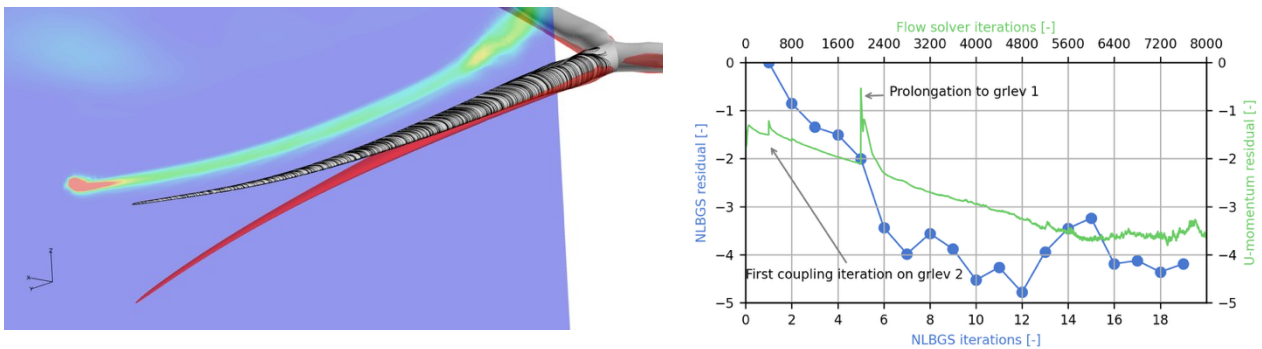 Flow solver iterations [-]
0 800 1600 2400 3200 4000 4800 5600 6400 7200 8000
0 0
Prolongation to grlev 1
−1 −1
−2 −2
−3 −3
−4 −4
First coupling iteration on grlev 2
−5 −5
NLBGS residual [-]
U-momentum residual [-]
0 2 4 6 8 10 12 14 16 18
NLBGS iterations [-]
z
x
y